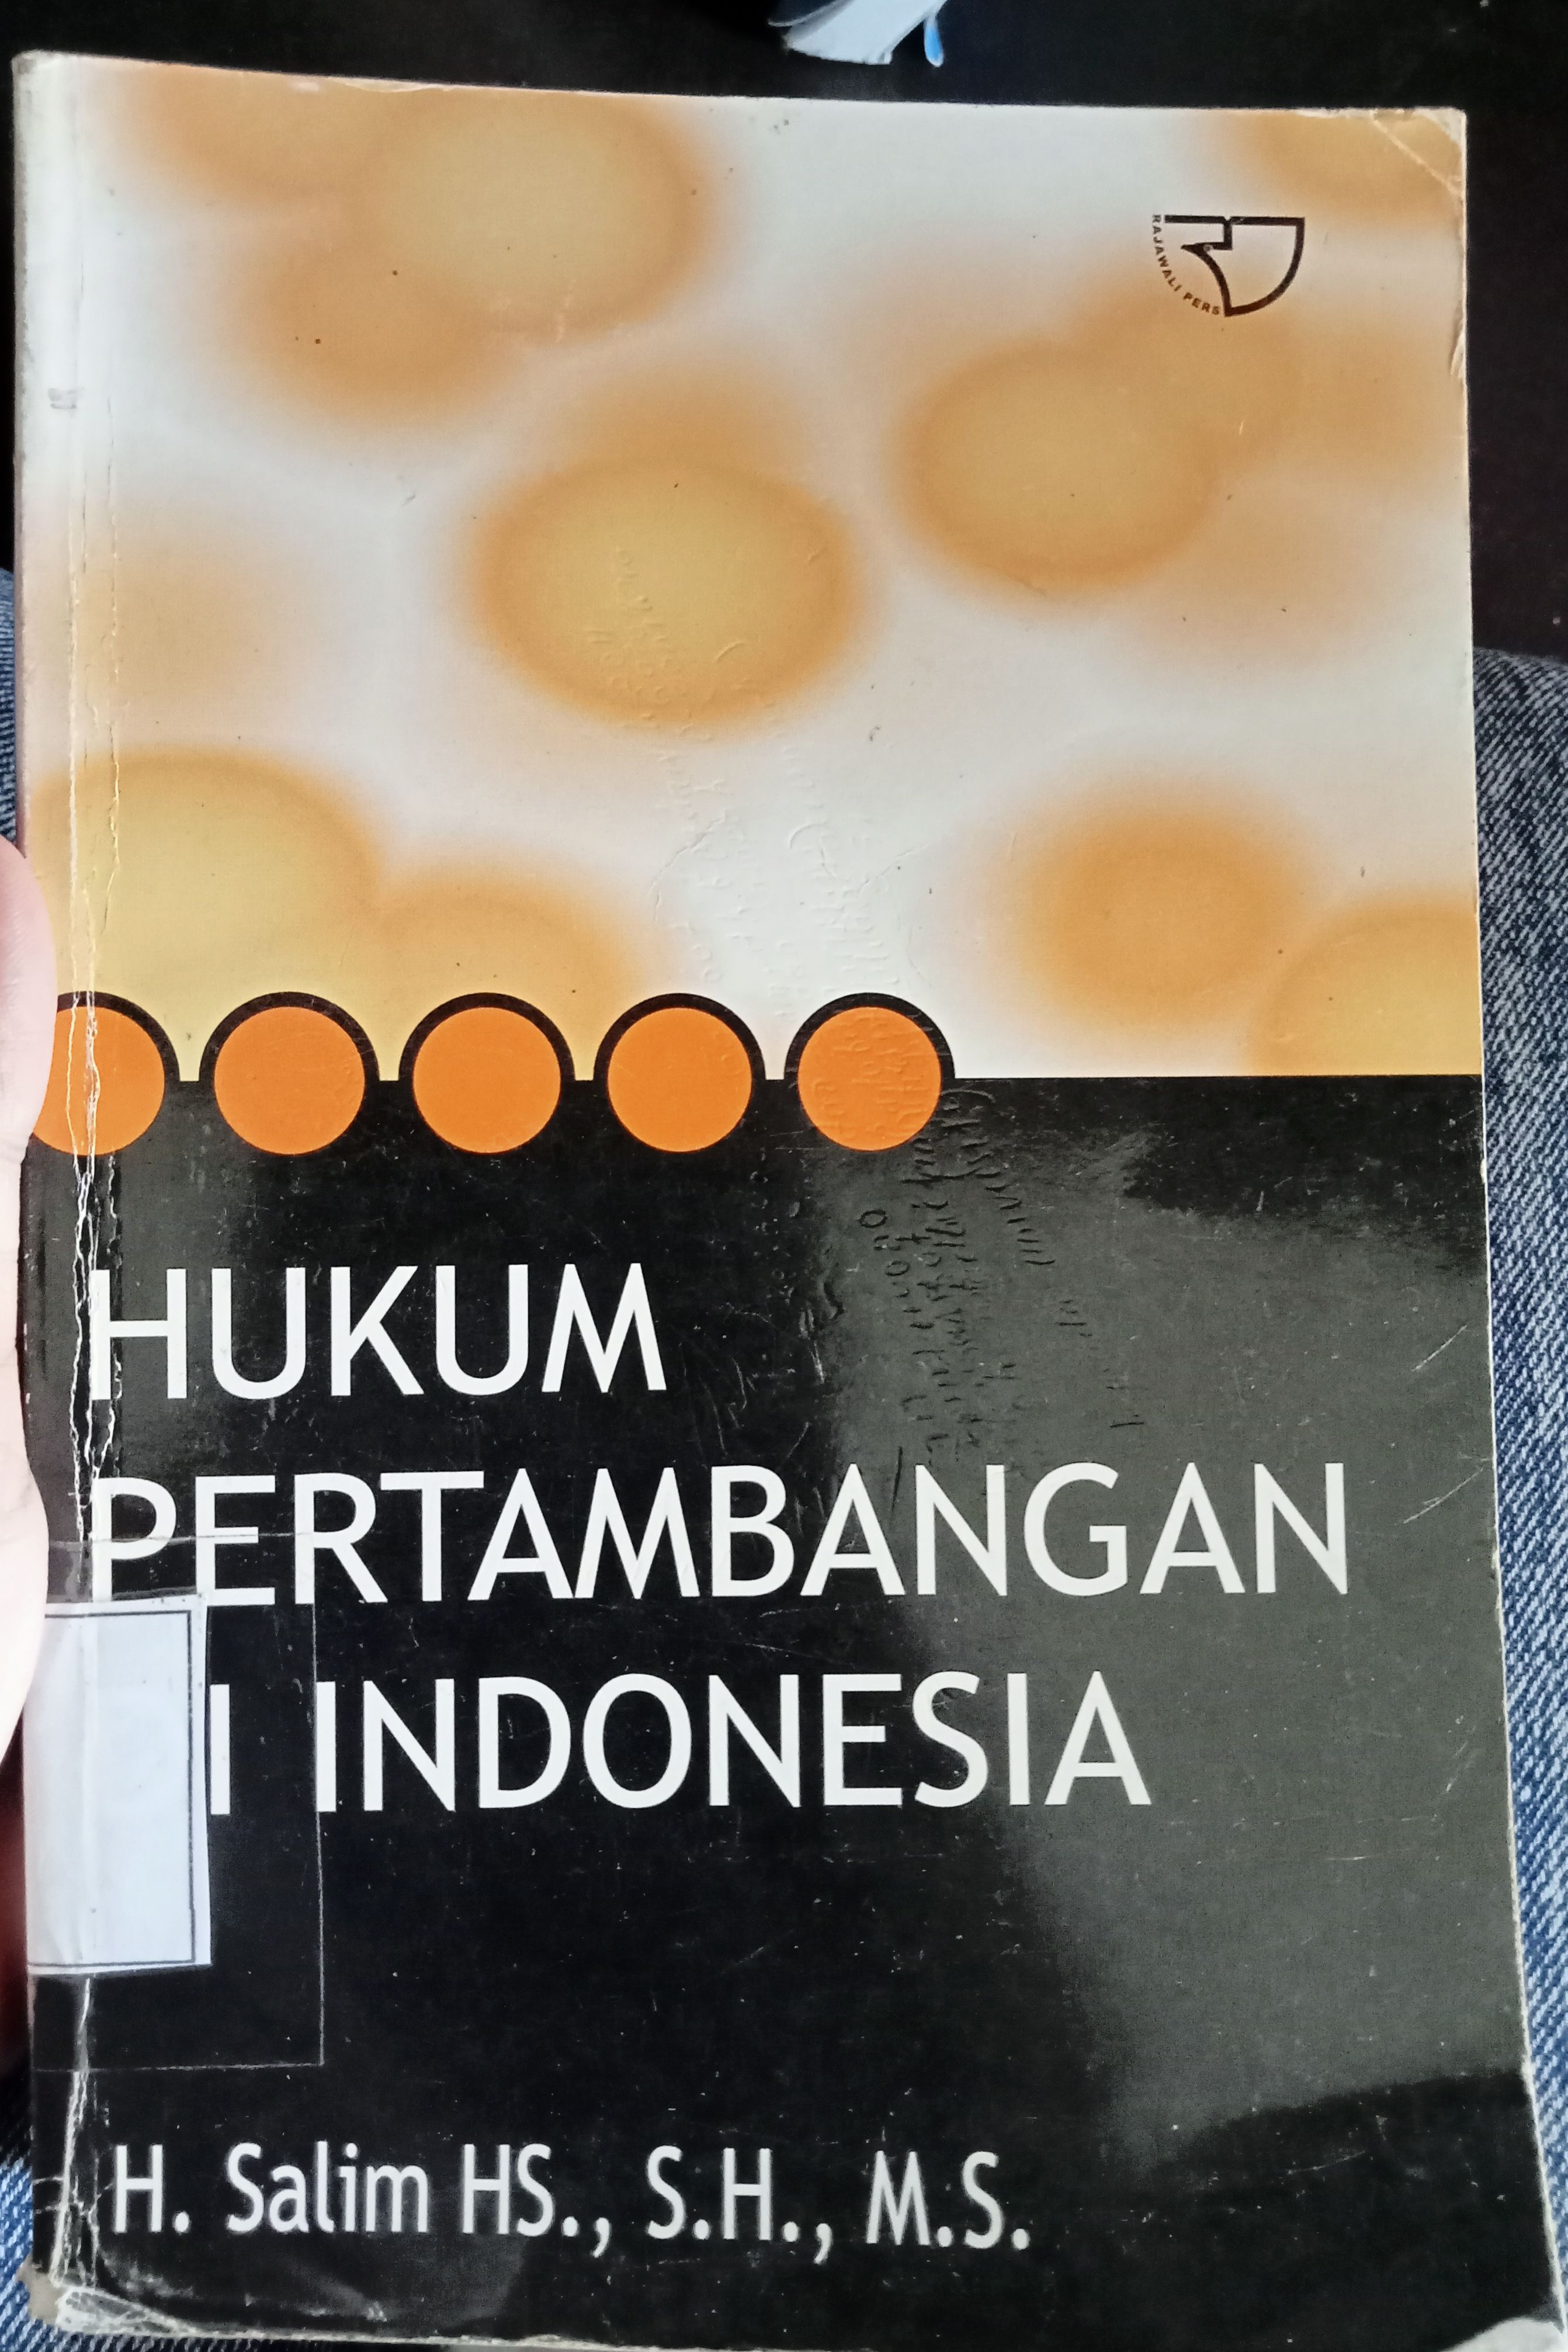 RAJAWALI PERS
HUKUM
PERTAMBANGAN
I INDONESIA
H. Salim HS., S.H., M.S.